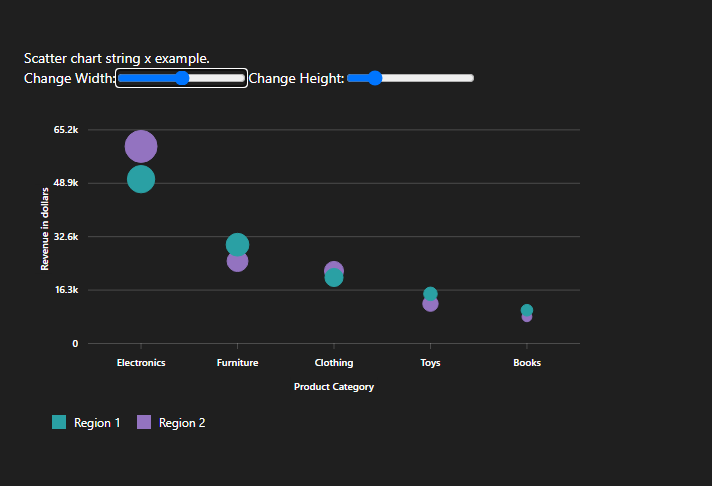 Scatter chart string x example.
Change Width: Change Height:
65.2k
48.9k
32.6k
16.3k
0
Revenue in dollars
Electronics Furniture Clothing Toys Books
Product Category
Region 1 Region 2